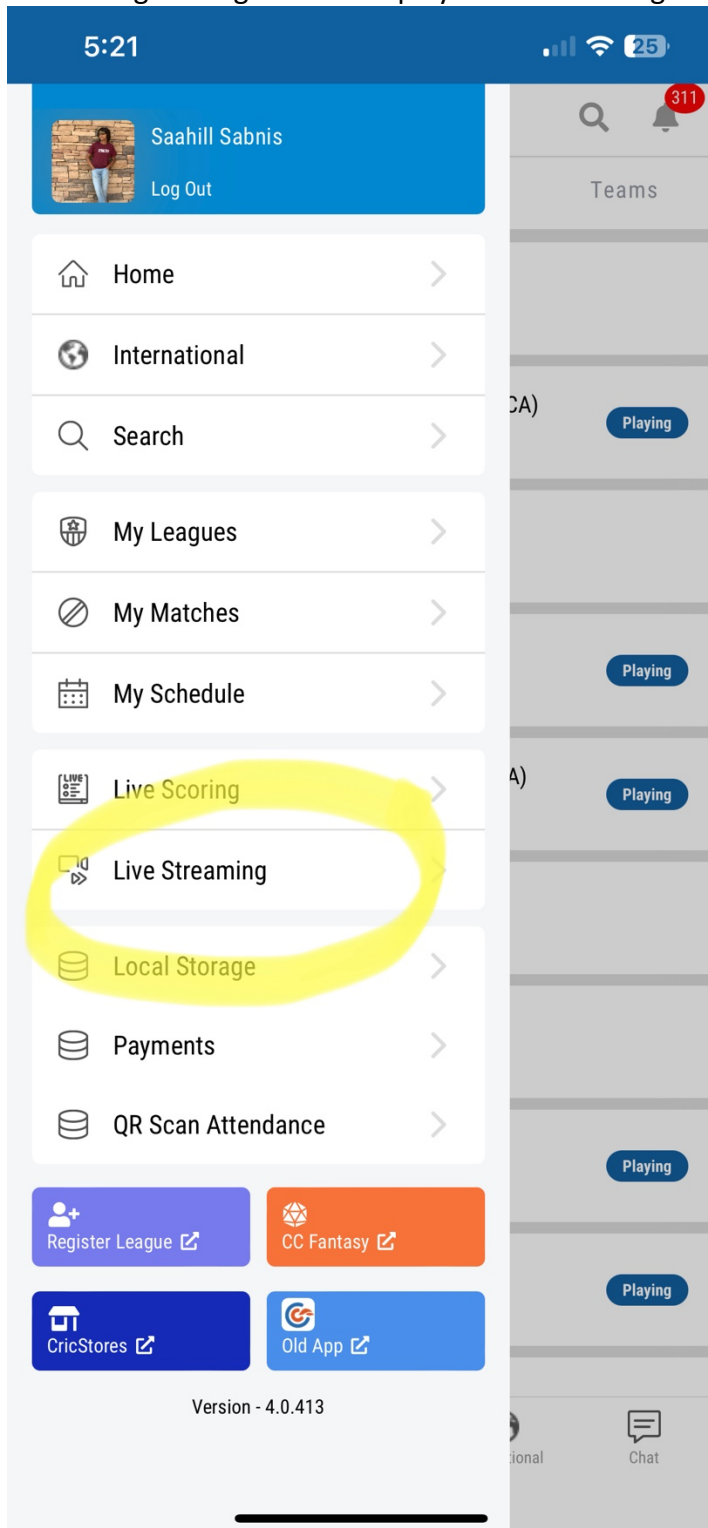 5:21
25
311
Saahill Sabnis
Log Out
Teams
Home
International
Search
CA)
Playing
My Leagues
My Matches
My Schedule
Playing
LIVE
Live Scoring
A)
Playing
Live Streaming
Local Storage
Payments
QR Scan Attendance
Playing
Register League
CC Fantasy
Playing
CricStores
Old App
Version - 4.0.413
tional
Chat